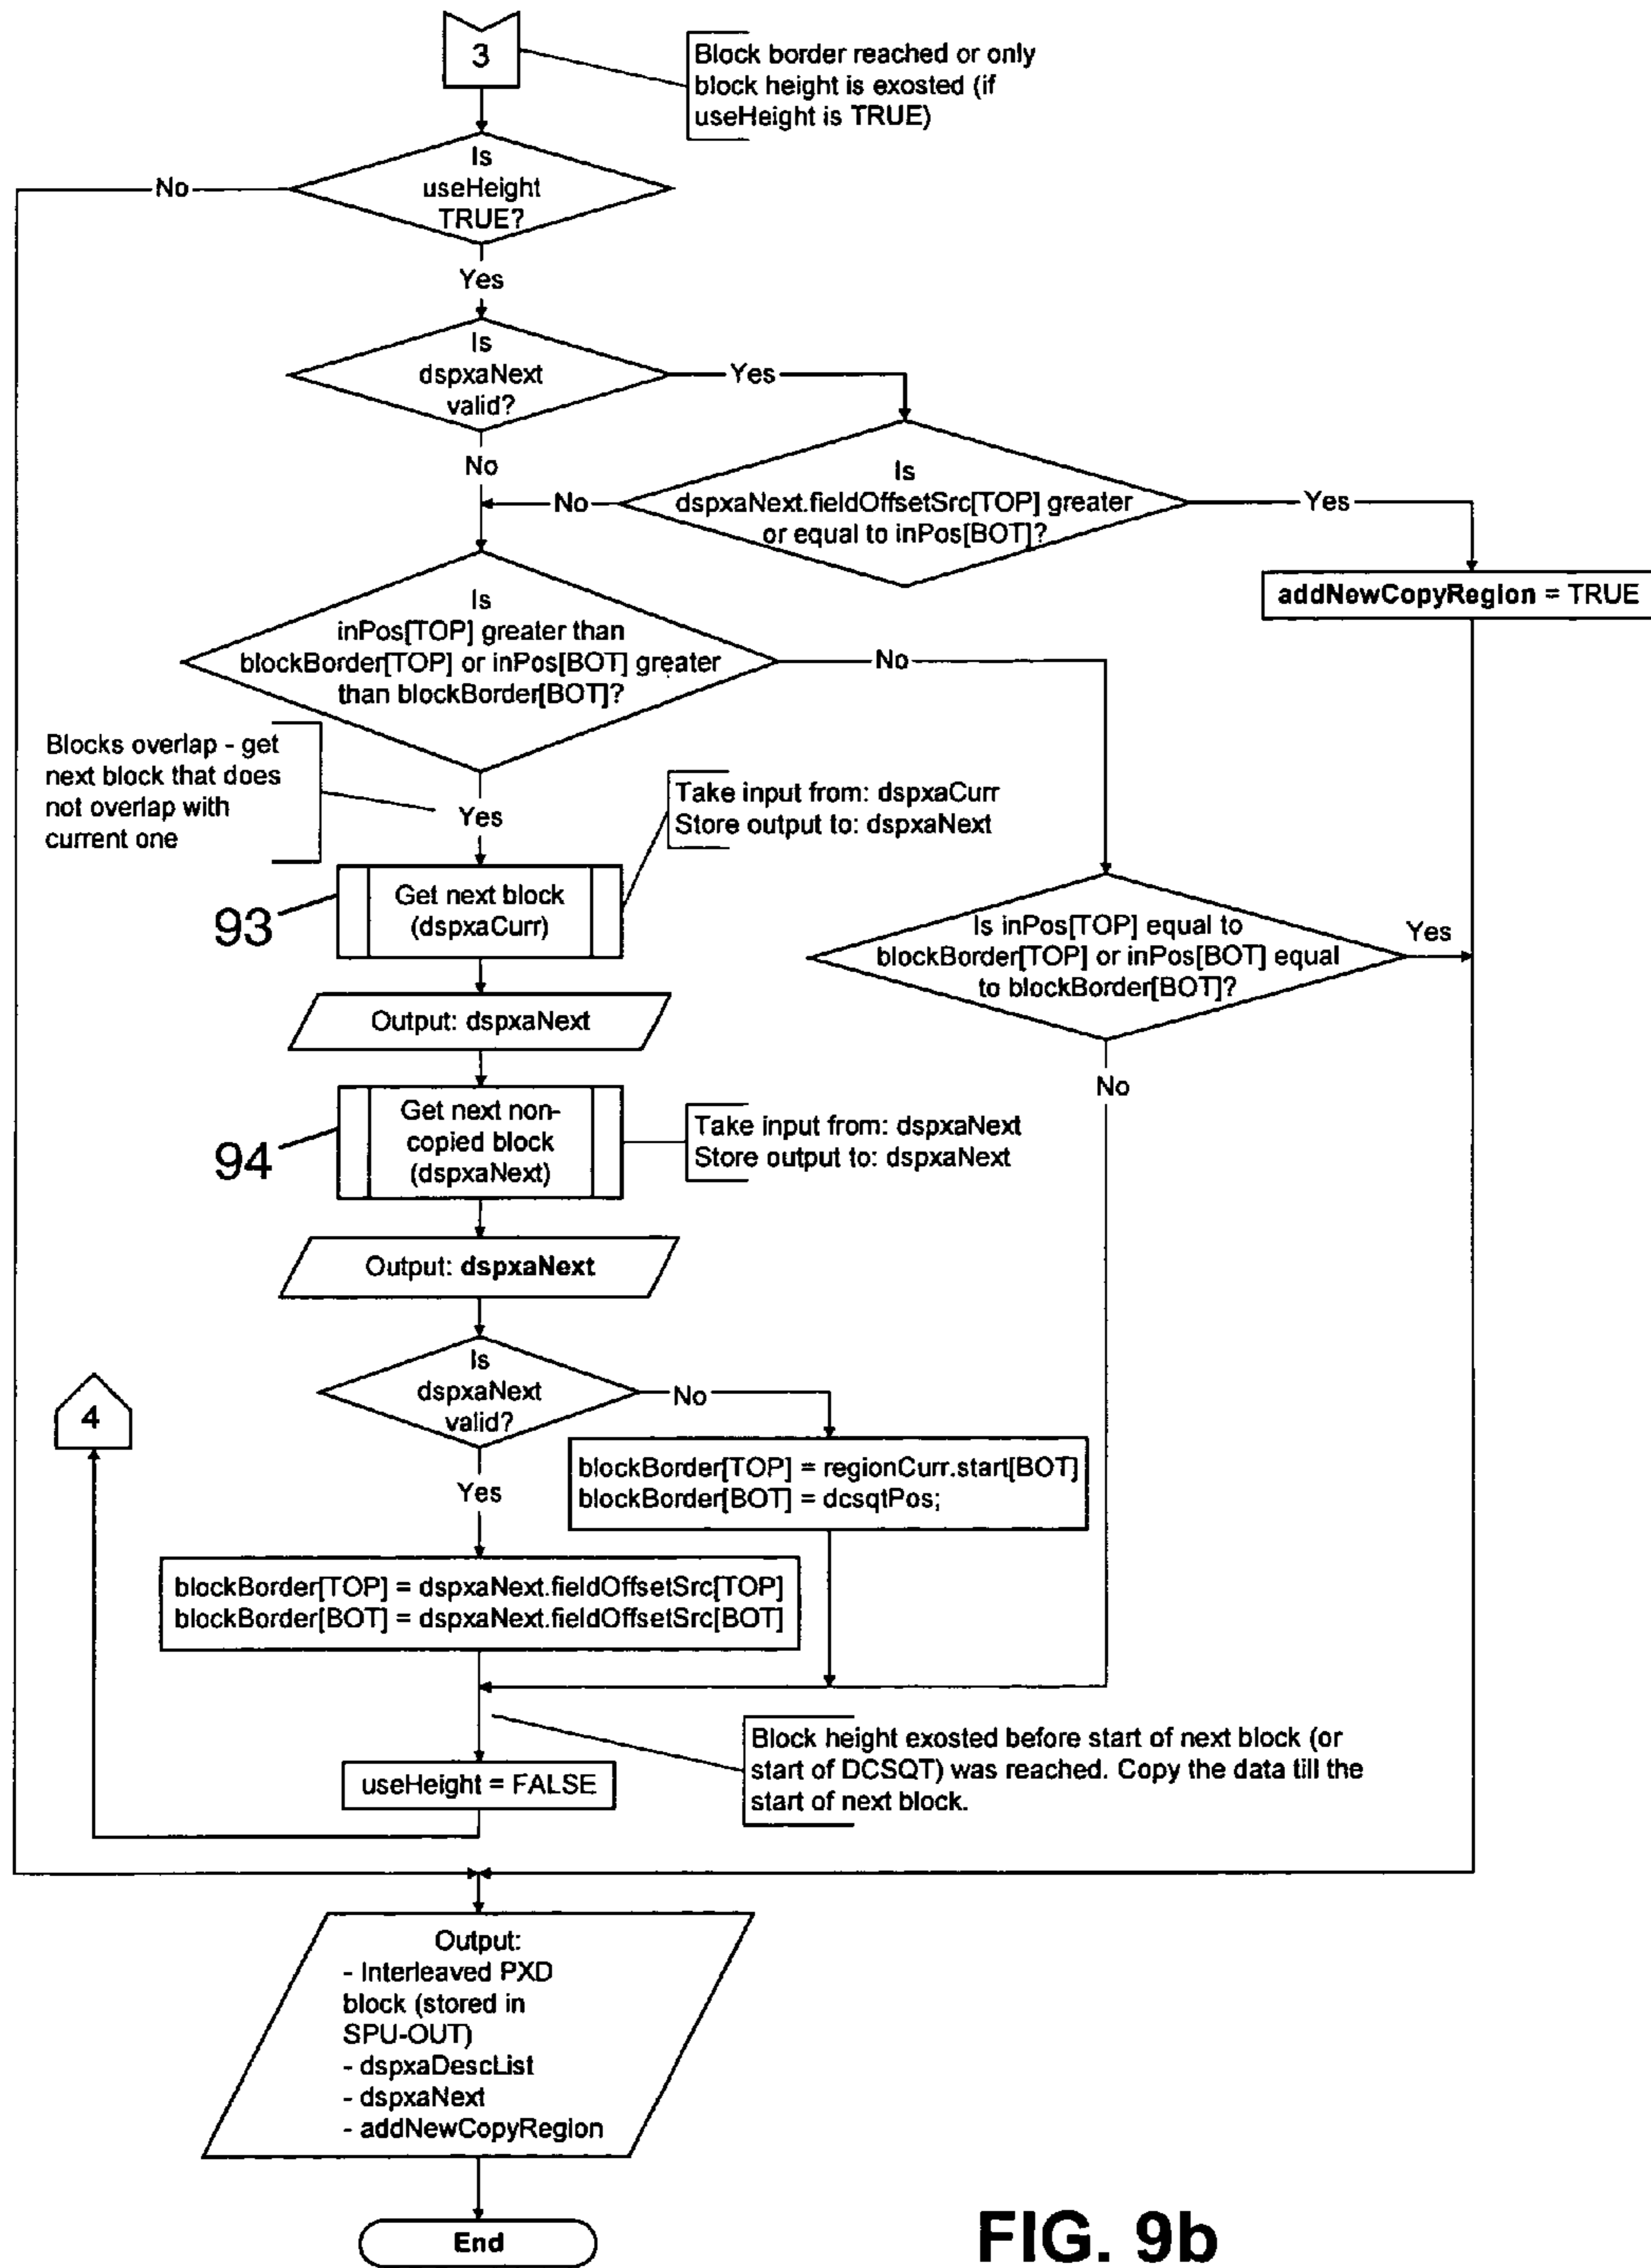 3
Block border reached or only
block height is exosted (if
useHeight is TRUE)
Is
useHeight
TRUE?
No
Yes
Is
dspxaNext
valid?
Yes
No
Is
dspxaNext.fieldOffsetSrc[TOP] greater
or equal to inPos[BOT]?
No
Yes
addNewCopyRegion = TRUE
Is
inPos[TOP] greater than
blockBorder[TOP] or inPos[BOT] greater
than blockBorder[BOT]?
No
Blocks overlap - get
next block that does
not overlap with
current one
Yes
Take input from: dspxaCurr
Store output to: dspxaNext
93
Get next block
(dspxaCurr)
Is inPos[TOP] equal to
blockBorder[TOP] or inPos[BOT] equal
to blockBorder[BOT]?
Yes
No
Output: dspxaNext
94
Get next non-
copied block
(dspxaNext)
Take input from: dspxaNext
Store output to: dspxaNext
Output: dspxaNext
Is
dspxaNext
valid?
No
4
Yes
blockBorder[TOP] = regionCurr.start[BOT]
blockBorder[BOT] = dcsqtPos;
blockBorder[TOP] = dspxaNext.fieldOffsetSrc[TOP]
blockBorder[BOT] = dspxaNext.fieldOffsetSrc[BOT]
Block height exosted before start of next block (or
start of DCSQT) was reached. Copy the data till the
start of next block.
useHeight = FALSE
Output:
- Interleaved PXD
block (stored in
SPU-OUT)
- dspxaDescList
- dspxaNext
- addNewCopyRegion
End
FIG. 9b